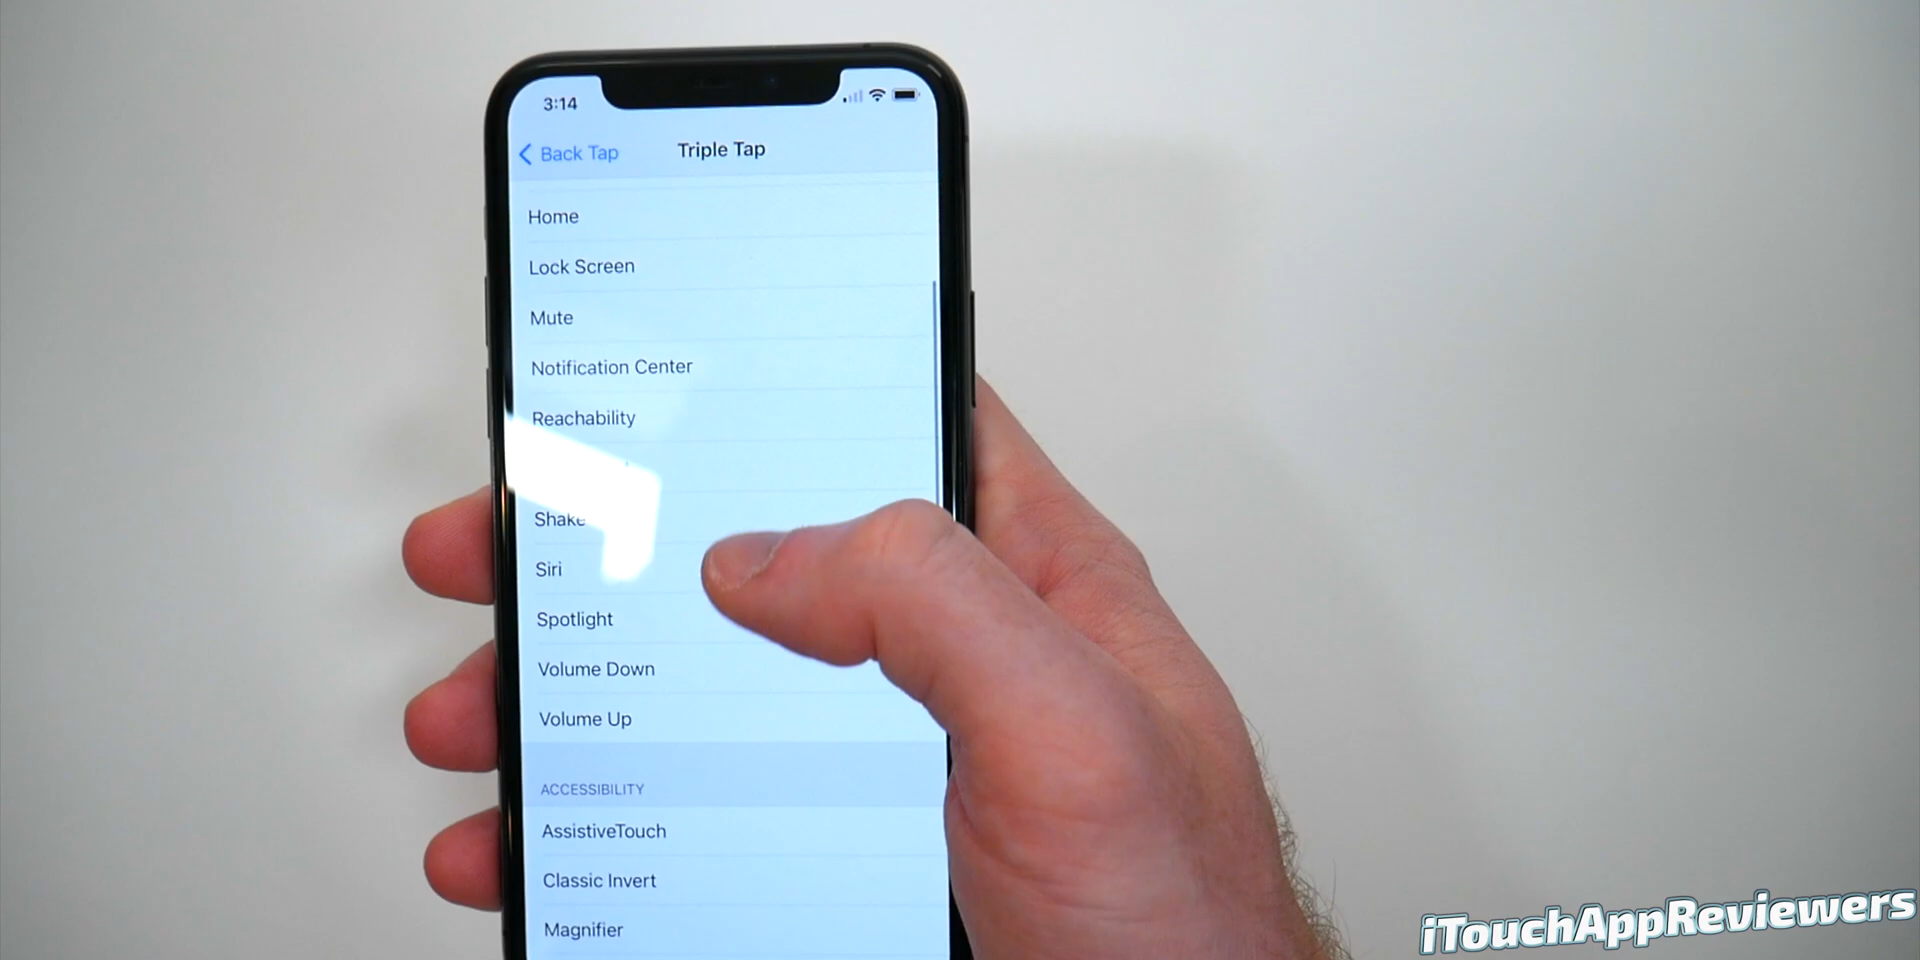 3:14
Back Tap
Triple Tap
Home
Lock Screen
Mute
Notification Center
Reachability
Shake
Siri
Spotlight
Volume Down
Volume Up
ACCESSIBILITY
AssistiveTouch
Classic Invert
Magnifier
iTouchAppReviewers